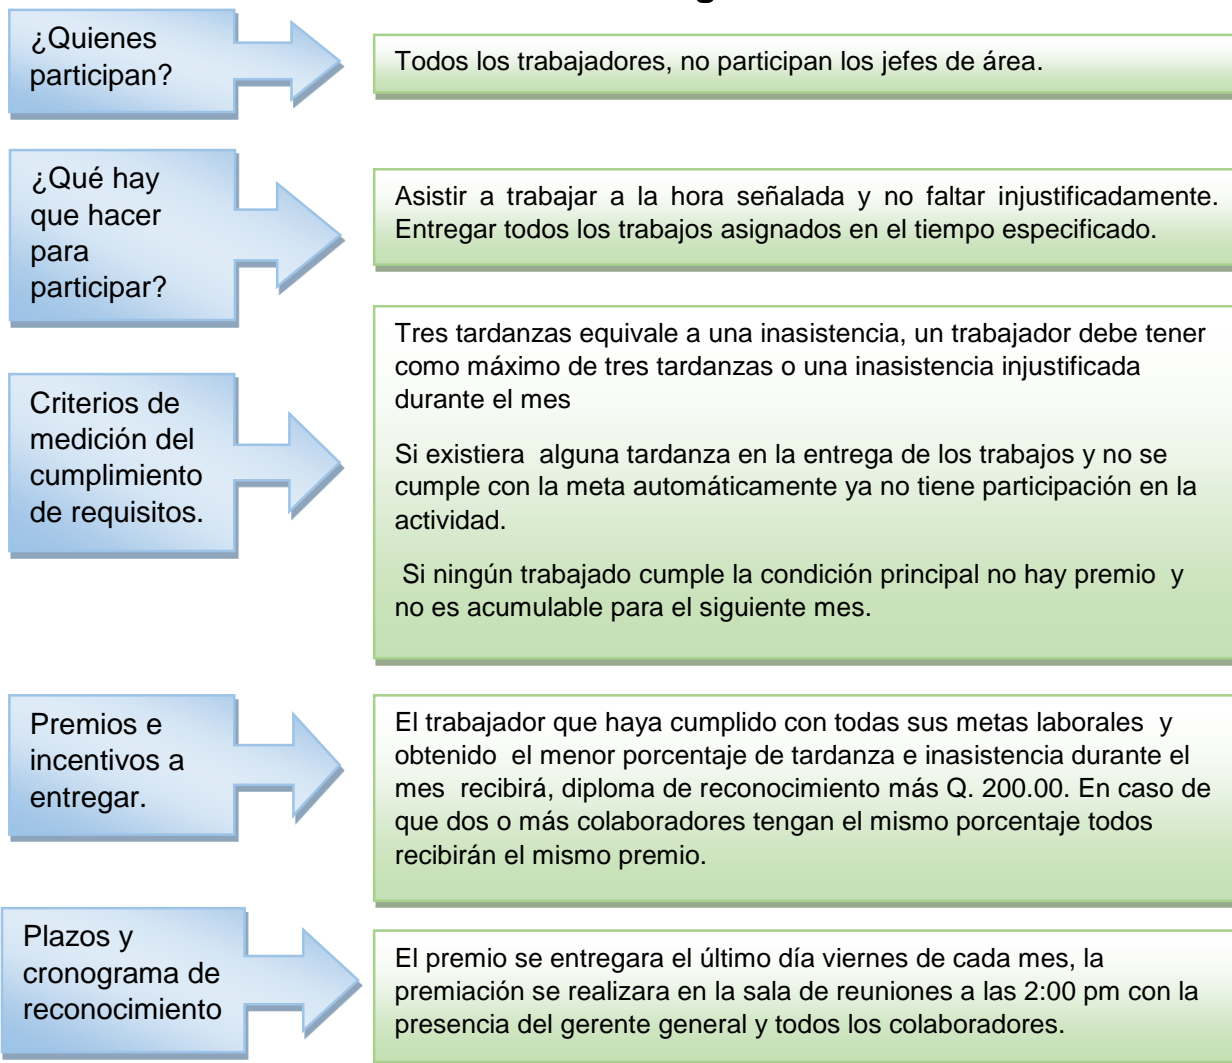 ¿Quienes
participan?
Todos los trabajadores, no participan los jefes de área.
¿Qué hay
que hacer
para
participar?
Asistir a trabajar a la hora señalada y no faltar injustificadamente.
Entregar todos los trabajos asignados en el tiempo especificado.
Criterios de
medición del
cumplimiento
de requisitos.
Tres tardanzas equivale a una inasistencia, un trabajador debe tener
como máximo de tres tardanzas o una inasistencia injustificada
durante el mes
Si existiera alguna tardanza en la entrega de los trabajos y no se
cumple con la meta automáticamente ya no tiene participación en la
actividad.
Si ningún trabajado cumple la condición principal no hay premio y
no es acumulable para el siguiente mes.
Premios e
incentivos a
entregar.
El trabajador que haya cumplido con todas sus metas laborales y
obtenido el menor porcentaje de tardanza e inasistencia durante el
mes recibirá, diploma de reconocimiento más Q. 200.00. En caso de
que dos o más colaboradores tengan el mismo porcentaje todos
recibirán el mismo premio.
Plazos y
cronograma de
reconocimiento
El premio se entregara el último día viernes de cada mes, la
premiación se realizara en la sala de reuniones a las 2:00 pm con la
presencia del gerente general y todos los colaboradores.